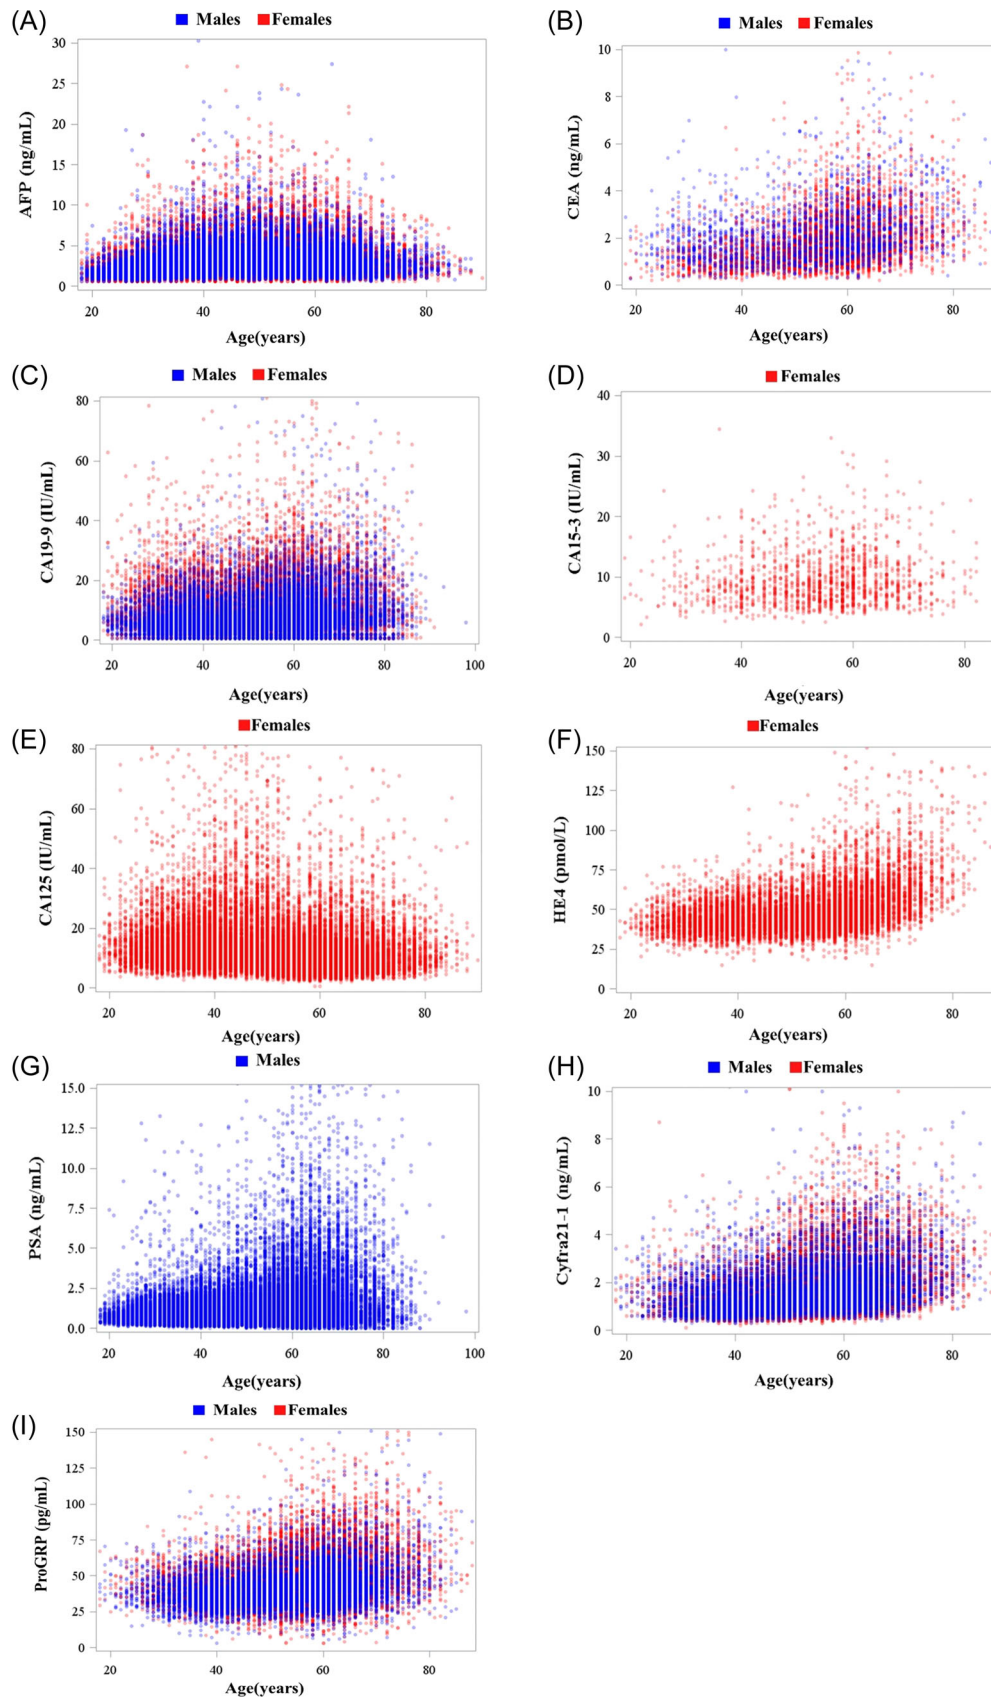 (A)
Males Females
30
25
20
15
10
5
0
AFP (ng/mL)
20 40 60 80
Age(years)
(B)
Males Females
10
8
6
4
2
0
CEA (ng/mL)
20 40 60 80
Age(years)
(C)
Males Females
80
60
40
20
0
CA19-9 (IU/mL)
20 40 60 80 100
Age(years)
(D)
Females
40
30
20
10
0
CA15-3 (IU/mL)
20 40 60 80
Age(years)
(E)
Females
80
60
40
20
0
CA125 (IU/mL)
20 40 60 80
Age(years)
(F)
Females
150
125
100
75
50
25
0
HE4 (pmol/L)
20 40 60 80
Age(years)
(G)
Males
15.0
12.5
10.0
7.5
5.0
2.5
0.0
PSA (ng/mL)
20 40 60 80 100
Age(years)
(H)
Males Females
10
8
6
4
2
0
Cyfra21-1 (ng/mL)
20 40 60 80
Age(years)
(I)
Males Females
150
125
100
75
50
25
0
ProGRP (pg/mL)
20 40 60 80
Age(years)